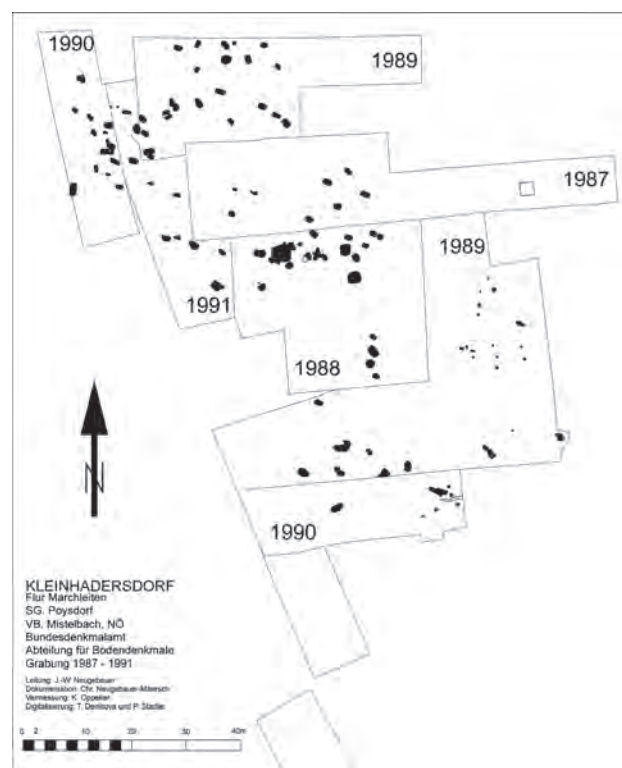 1990
1989
1987
1989
1991
1988
1990
N
KLEINHADERSDORF
Flur Marchleiten
SG. Poysdorf
VB. Mistelbach, NÖ
Bundesdenkmalamt
Abteilung für Bodendenkmale
Grabung 1987 - 1991
Leitung: J.-W Neugebauer
Dokumentation: Chr. Neugebauer-Maresch
Vermessung: K. Oppeker
Digitalisierung: T. und P. Stadler
0 2 10 20 30 40m